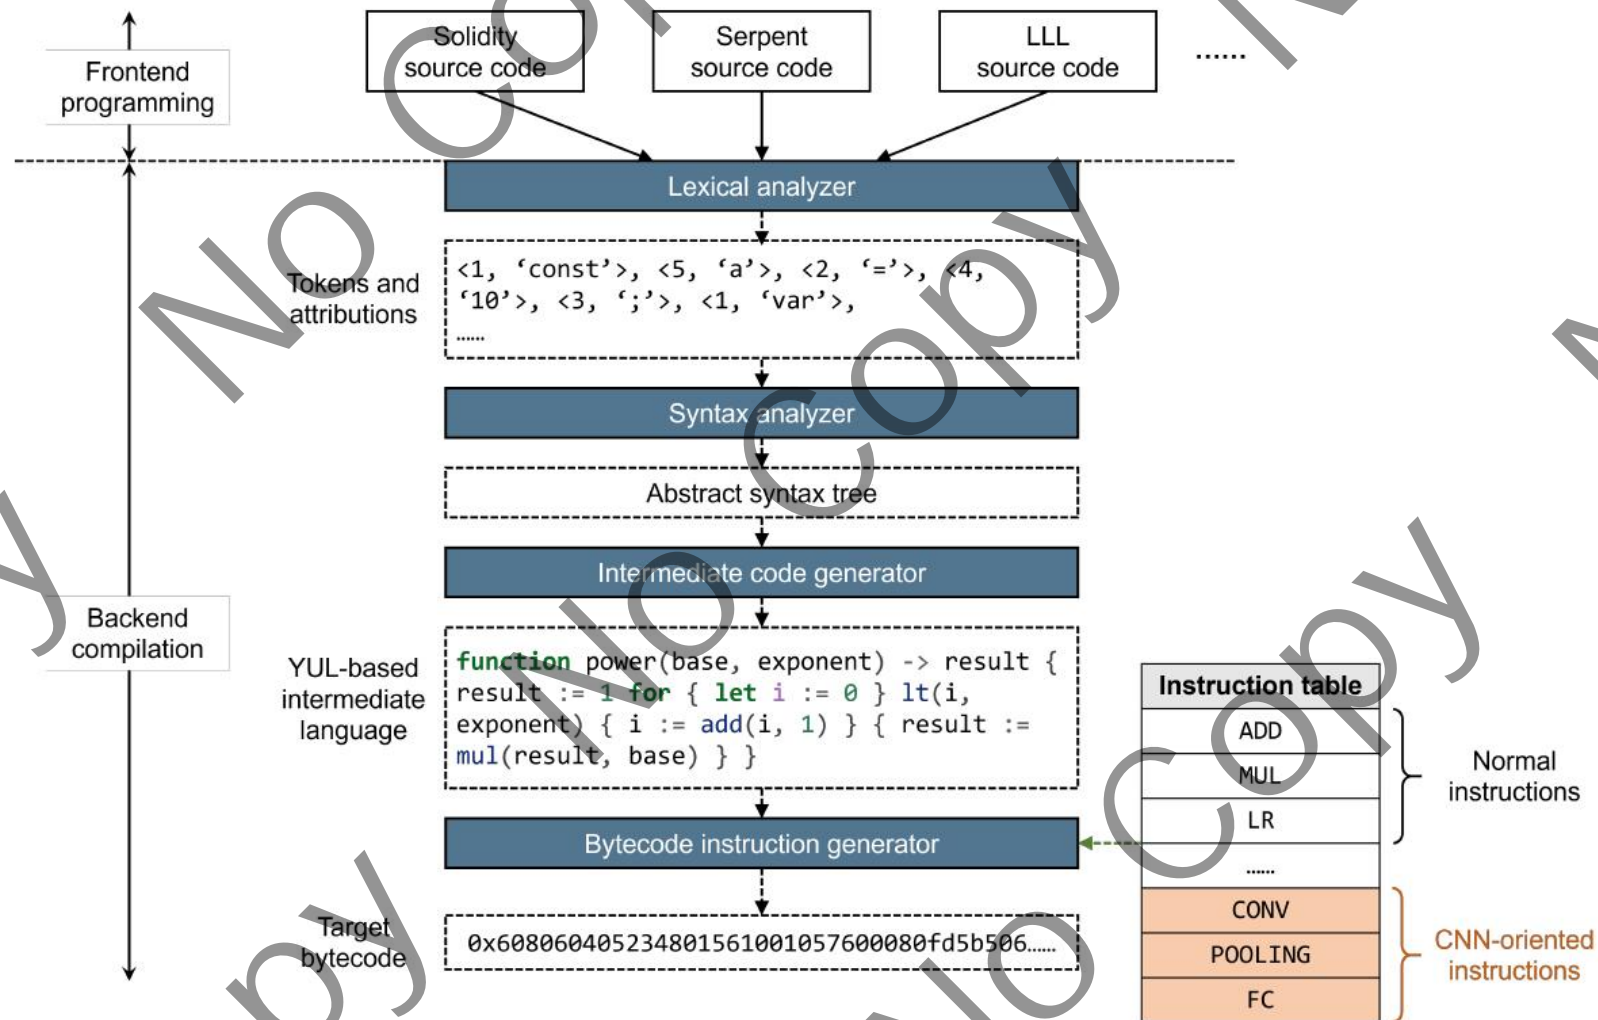 Frontend
programming
Solidity
source code
Serpent
source code
LLL
source code
......
Lexical analyzer
Tokens and
attributions
<1, ‘const’>, <5, ‘a’>, <2, ‘=’>, <4,
‘10’>, <3, ‘;’>, <1, ‘var’>,
......
Syntax analyzer
Abstract syntax tree
Intermediate code generator
Backend
compilation
YUL-based
intermediate
language
function power(base, exponent) -> result {
result := 1 for { let i := 0 } lt(i,
exponent) { i := add(i, 1) } { result :=
mul(result, base) } }
Bytecode instruction generator
Target
bytecode
0x608060405234801561001057600080fd5b506......
Instruction table
ADD
MUL
LR
......
CONV
POOLING
FC
Normal
instructions
CNN-oriented
instructions
No Copy
No Copy
No Copy
No Copy